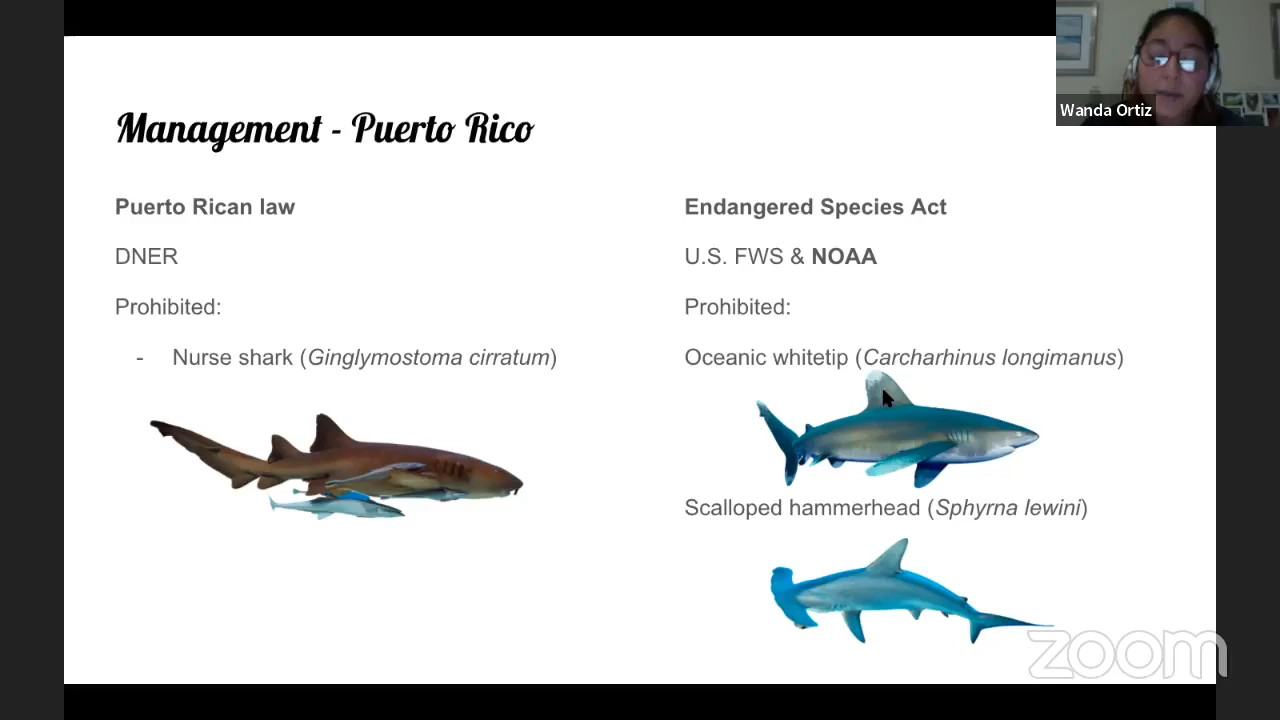 Management - Puerto Rico
Puerto Rican law
DNER
Prohibited:
- Nurse shark (Ginglymostoma cirratum)
Endangered Species Act
U.S. FWS & NOAA
Prohibited:
Oceanic whitetip (Carcharhinus longimanus)
Scalloped hammerhead (Sphyrna lewini)
Wanda Ortiz
zoom